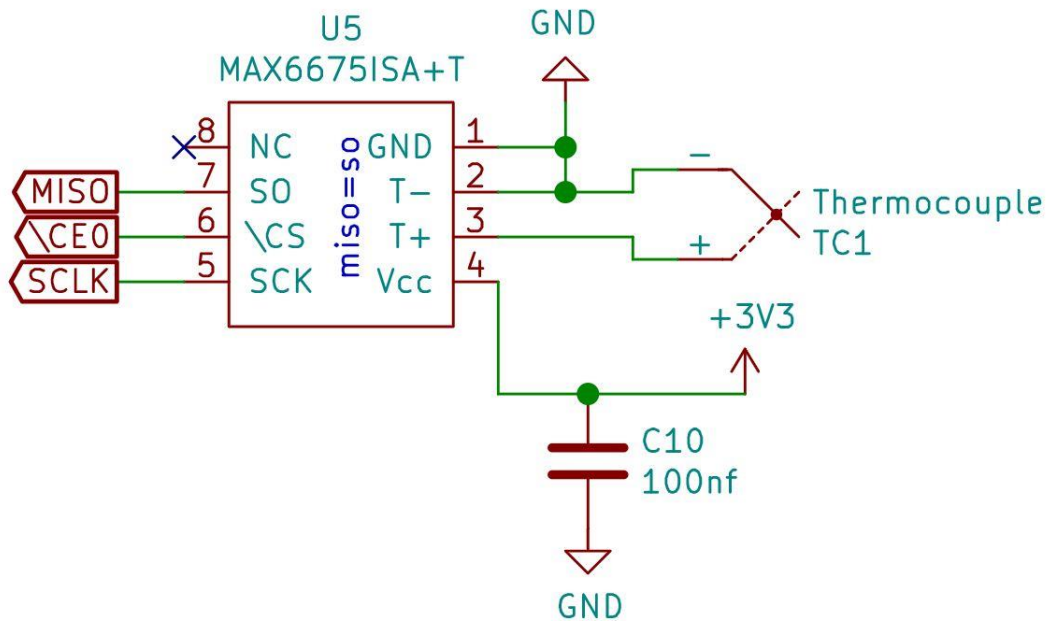 U5
MAX6675ISA+T
GND
8 NC
7 SO
6 \CS
5 SCK
miso=so
GND 1
T- 2
T+ 3
Vcc 4
MISO
\CE0
SCLK
-
+
Thermocouple
TC1
+3V3
C10
100nf
GND